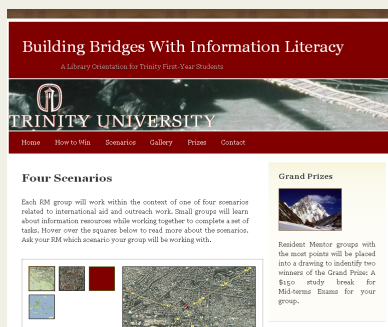 Building Bridges With Information Literacy
A Library Orientation for Trinity First-Year Students
TRINITY UNIVERSITY
Home How to Win Scenarios Gallery Prizes Contact
Four Scenarios
Each RM group will work within the context of one of four scenarios
related to international aid and outreach work. Small groups will learn
about information resources while working together to complete a set of
tasks. Hover over the squares below to read more about the scenarios.
Ask your RM which scenario your group will be working with.
Grand Prizes
Resident Mentor groups with
the most points will be placed
into a drawing to indentify two
winners of the Grand Prize: A
$150 study break for
Mid-terms Exams for your
group.